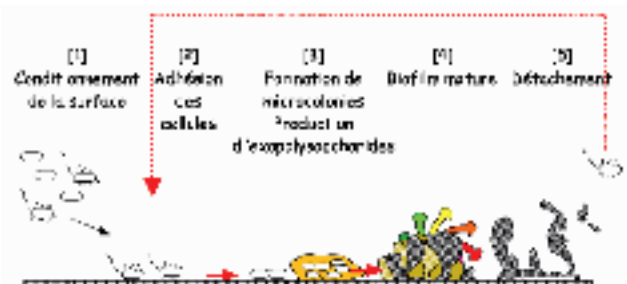 [1]
Conditionnement
de la surface
[2]
Adhésion
des
cellules
[3]
Formation de
microcolonies
Production
d'exopolysaccharides
[4]
Biofilm mature
[5]
Détachement